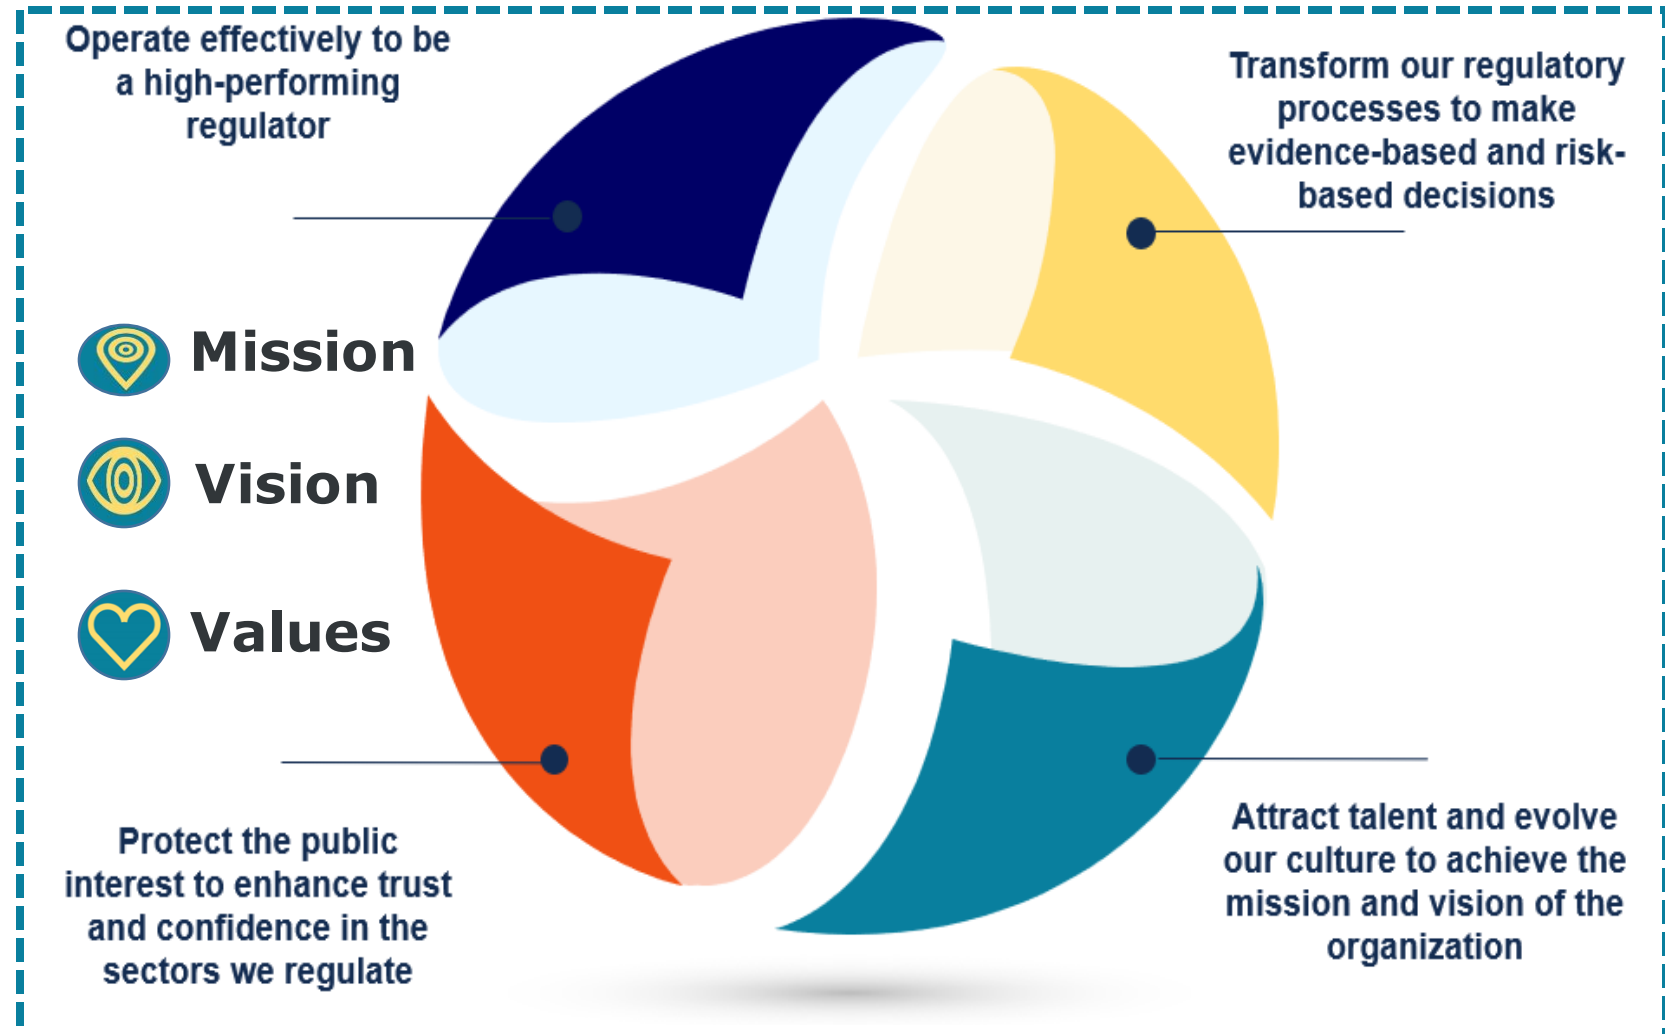 Operate effectively to be
a high-performing
regulator
Transform our regulatory
processes to make
evidence-based and risk-
based decisions
Mission
Vision
Values
Protect the public
interest to enhance trust
and confidence in the
sectors we regulate
Attract talent and evolve
our culture to achieve the
mission and vision of the
organization